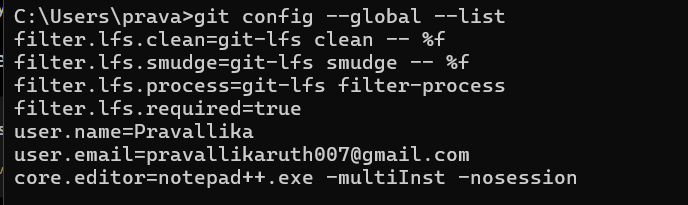 C:\Users\prava>git config --global --list
filter.lfs.clean=git-lfs clean -- %f
filter.lfs.smudge=git-lfs smudge -- %f
filter.lfs.process=git-lfs filter-process
filter.lfs.required=true
user.name=Pravallika
user.email=pravallikaruth007@gmail.com
core.editor=notepad++.exe -multiInst -nosession